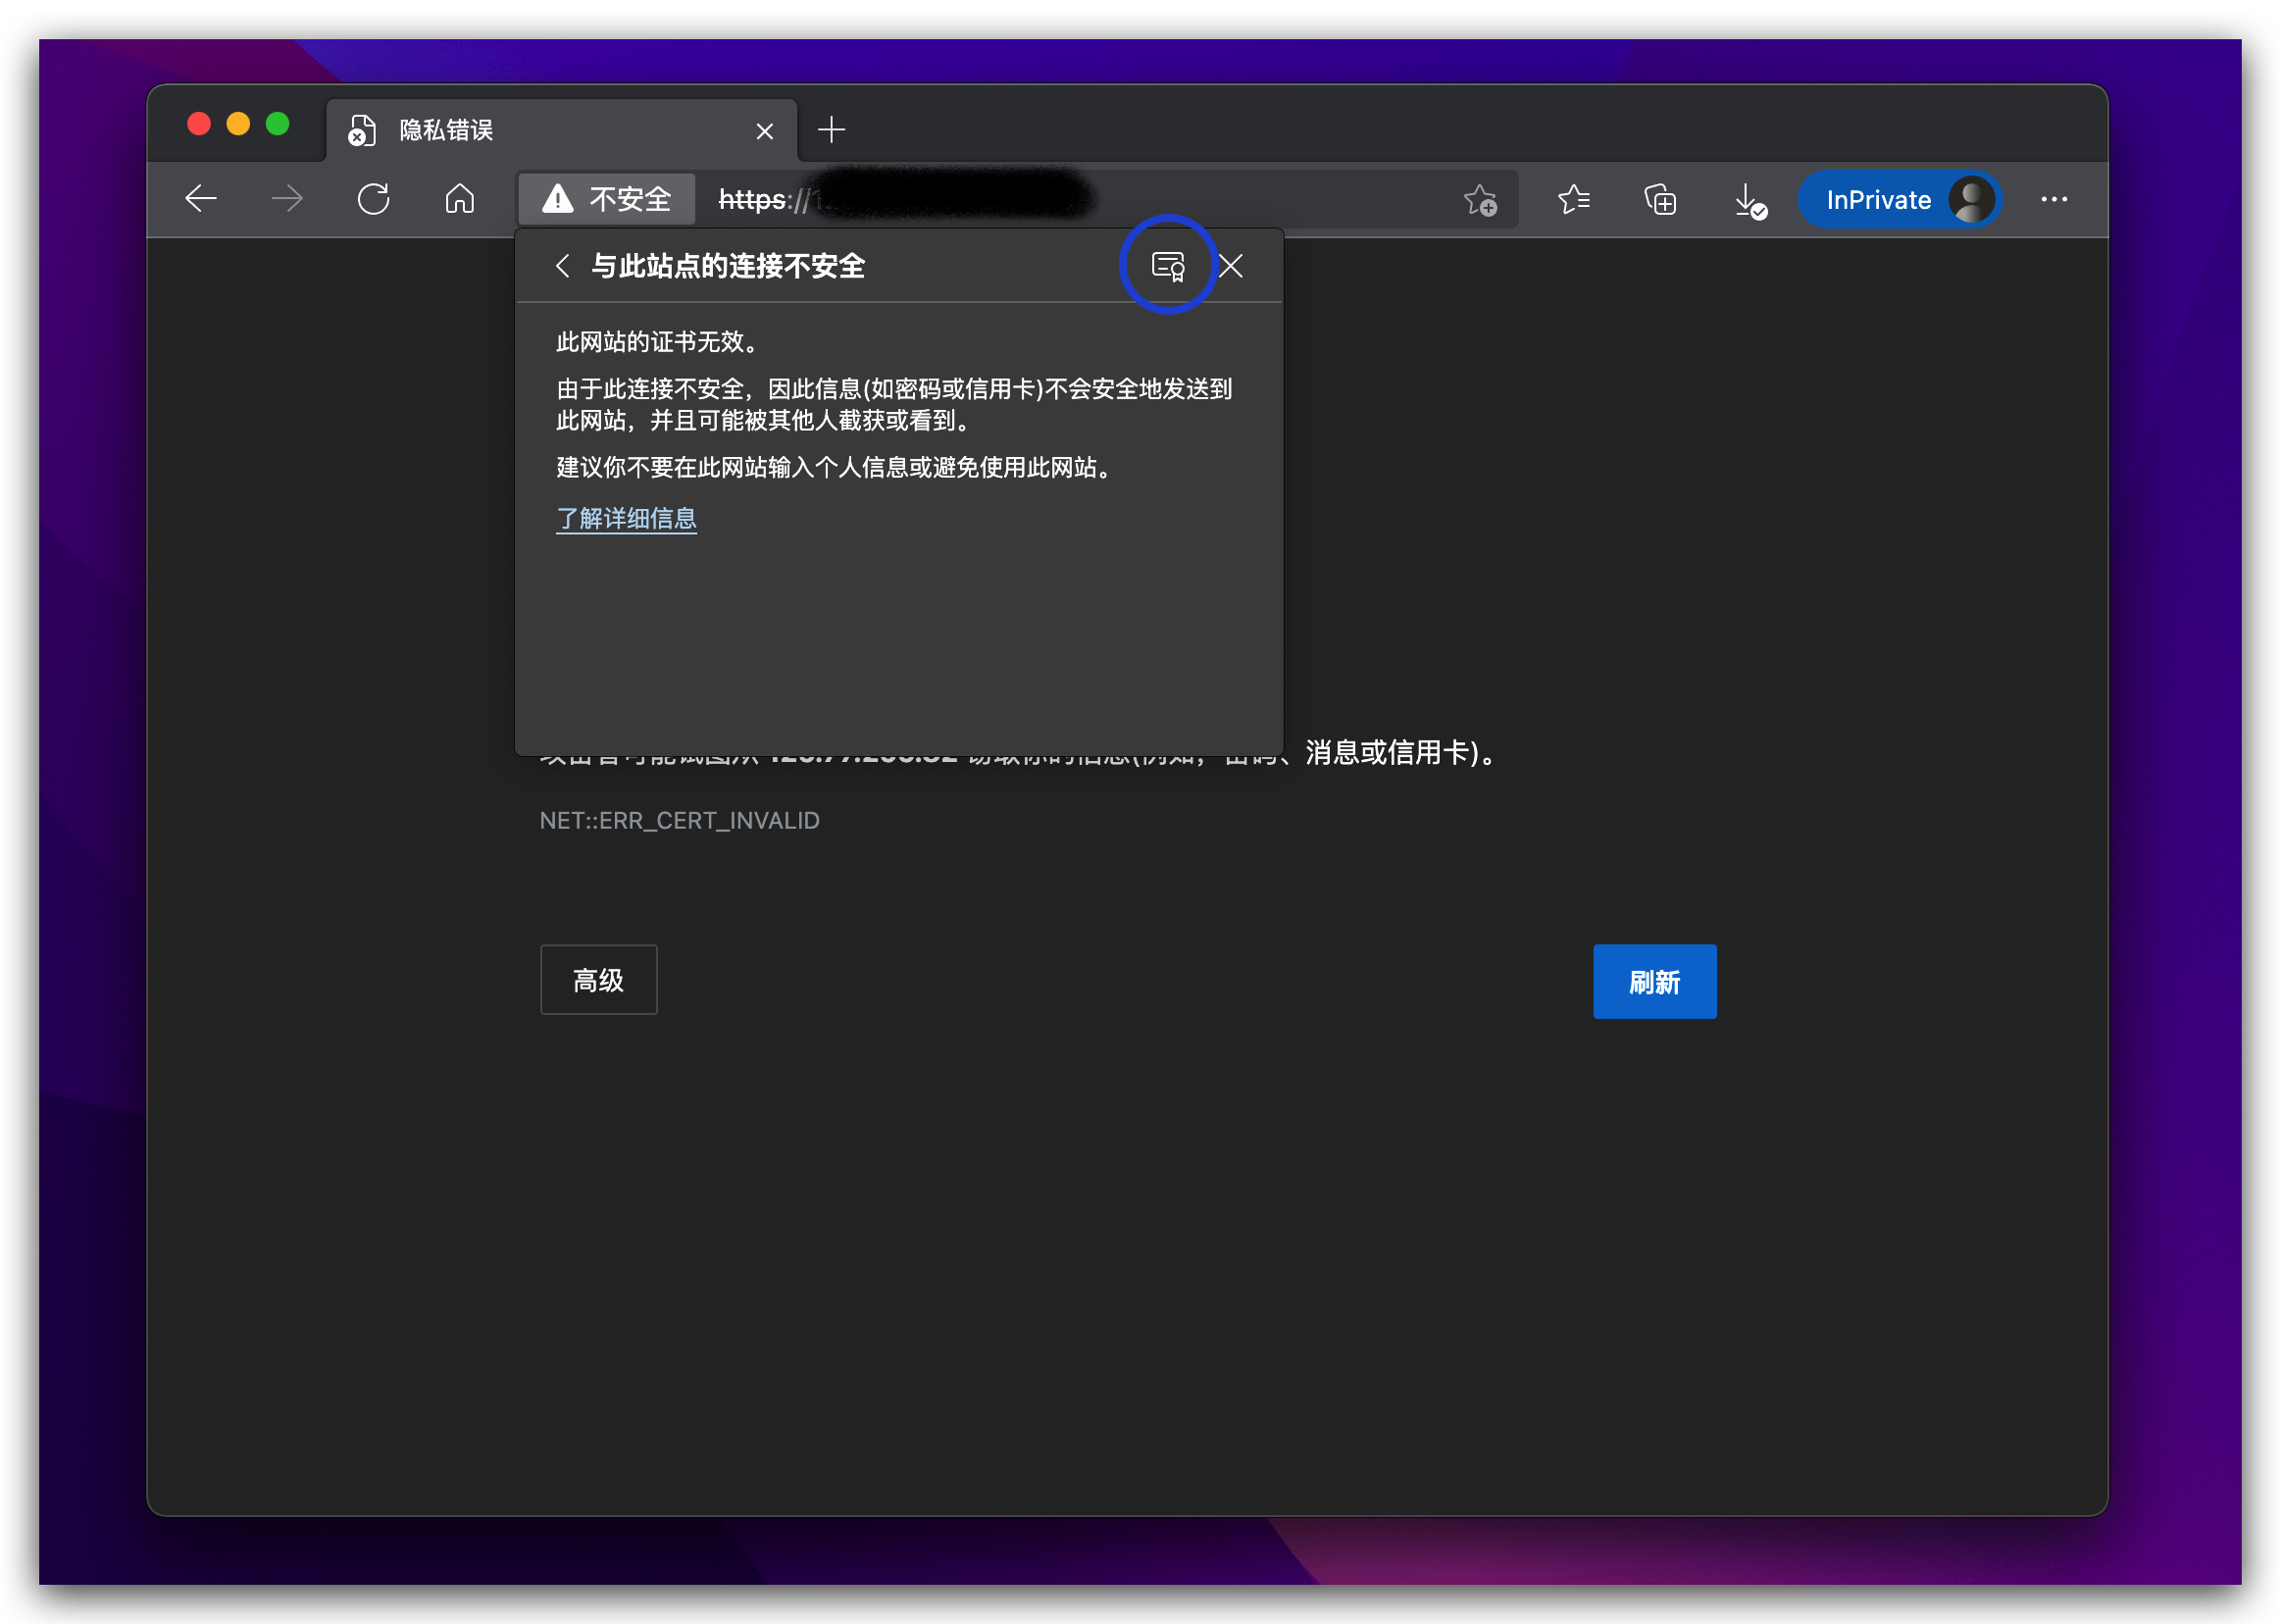 隐私错误
不安全
https://
InPrivate
与此站点的连接不安全
此网站的证书无效。
由于此连接不安全，因此信息(如密码或信用卡)不会安全地发送到
此网站，并且可能被其他人截获或看到。
建议你不要在此网站输入个人信息或避免使用此网站。
了解详细信息
、消息或信用卡)。
NET::ERR_CERT_INVALID
高级
刷新